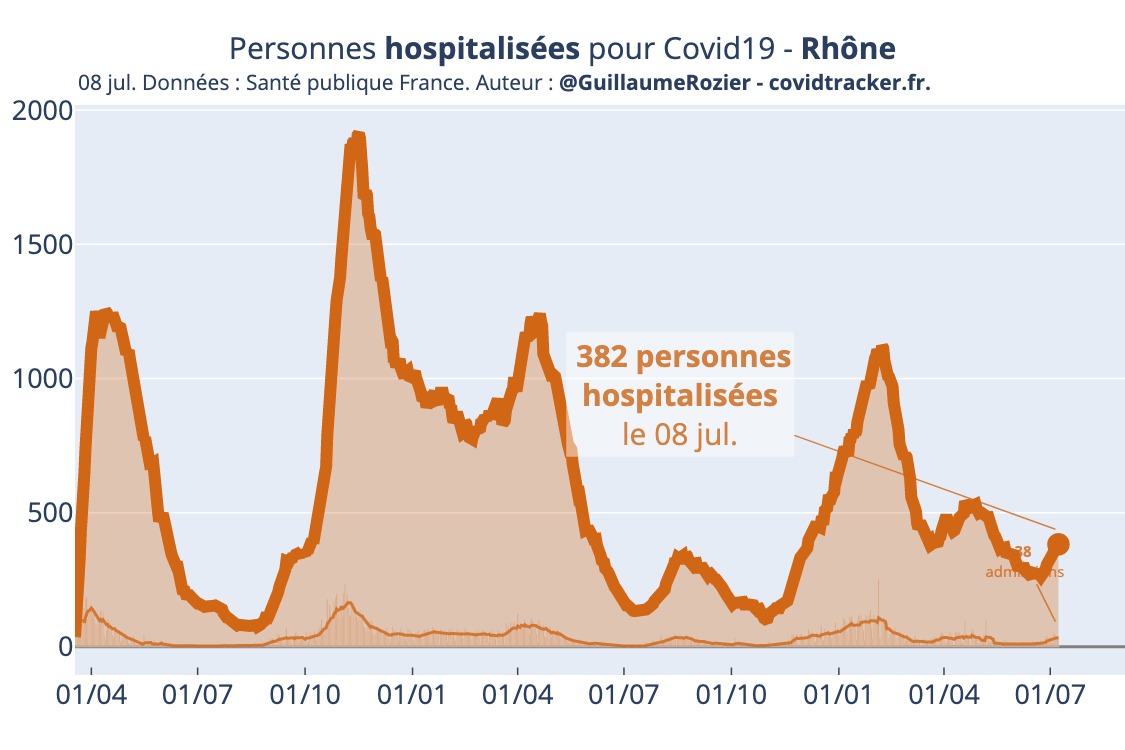 Personnes hospitalisées pour Covid19 - Rhône
08 jul. Données : Santé publique France. Auteur : @GuillaumeRozier - covidtracker.fr.
2000
1500
1000
500
0
382 personnes
hospitalisées
le 08 jul.
38
01/04 01/07 01/10 01/01 01/04 01/07 01/10 01/01 01/04 01/07